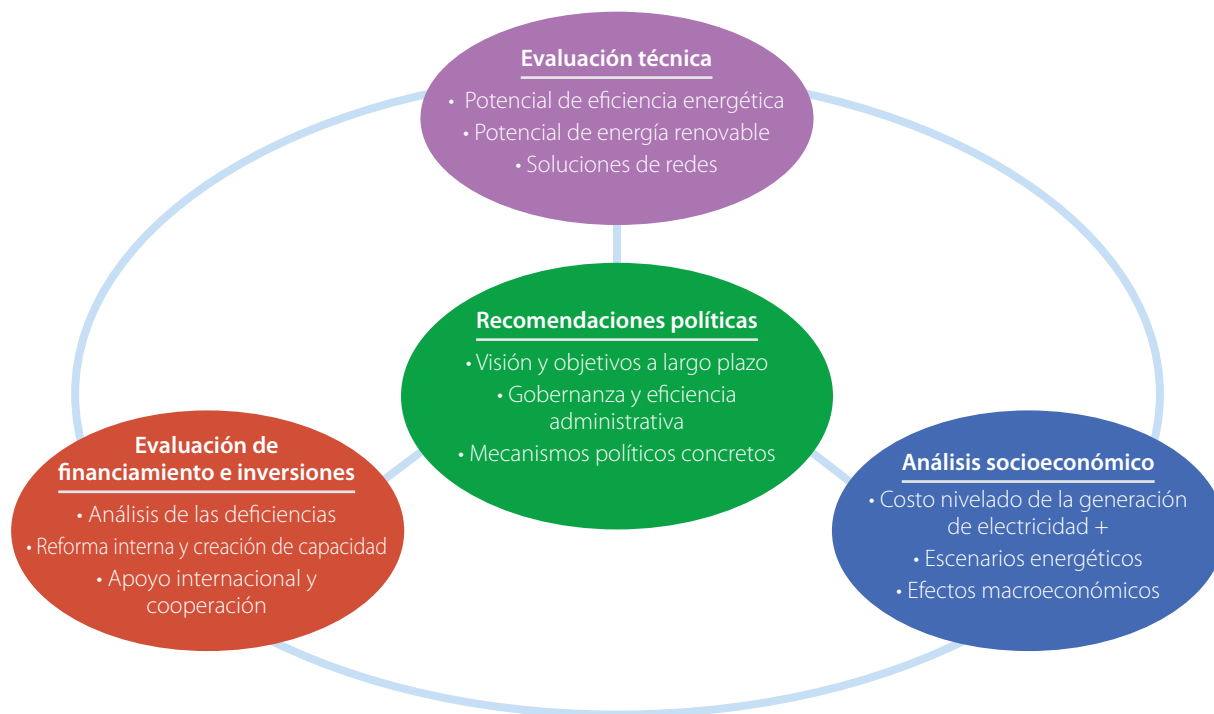 Evaluación técnica
• Potencial de eficiencia energética
• Potencial de energía renovable
• Soluciones de redes
Recomendaciones políticas
• Visión y objetivos a largo plazo
• Gobernanza y eficiencia
administrativa
• Mecanismos políticos concretos
Evaluación de
financiamiento e inversiones
• Análisis de las deficiencias
• Reforma interna y creación de capacidad
• Apoyo internacional y
cooperación
Análisis socioeconómico
• Costo nivelado de la generación
de electricidad +
• Escenarios energéticos
• Efectos macroeconómicos